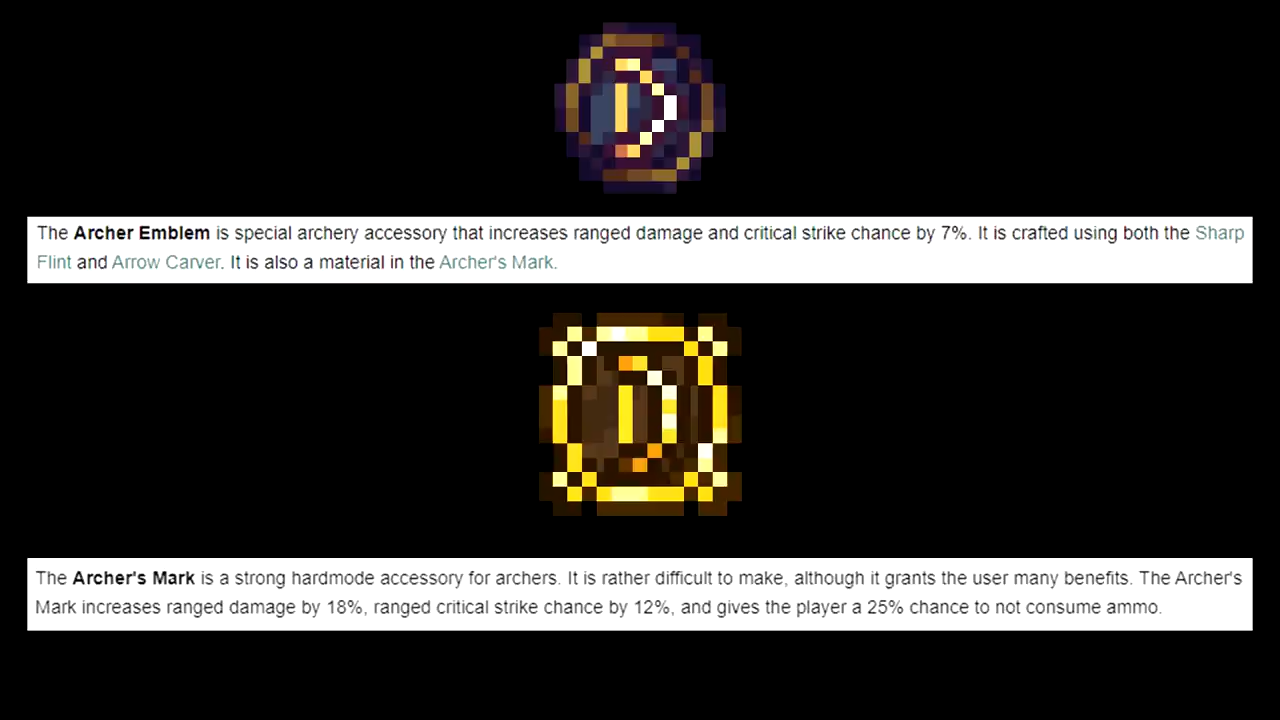 The Archer Emblem is special archery accessory that increases ranged damage and critical strike chance by 7%. It is crafted using both the Sharp
Flint and Arrow Carver. It is also a material in the Archer's Mark.
The Archer's Mark is a strong hardmode accessory for archers. It is rather difficult to make, although it grants the user many benefits. The Archer's
Mark increases ranged damage by 18%, ranged critical strike chance by 12%, and gives the player a 25% chance to not consume ammo.